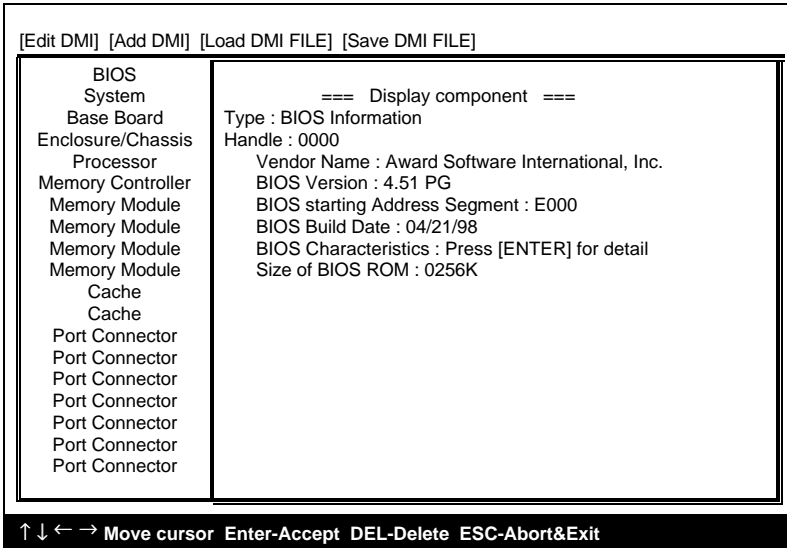 [Edit DMI] [Add DMI] [Load DMI FILE] [Save DMI FILE]
BIOS
System
Base Board
Enclosure/Chassis
Processor
Memory Controller
Memory Module
Memory Module
Memory Module
Memory Module
Cache
Cache
Port Connector
Port Connector
Port Connector
Port Connector
Port Connector
Port Connector
Port Connector
=== Display component ===
Type : BIOS Information
Handle : 0000
Vendor Name : Award Software International, Inc.
BIOS Version : 4.51 PG
BIOS starting Address Segment : E000
BIOS Build Date : 04/21/98
BIOS Characteristics : Press [ENTER] for detail
Size of BIOS ROM : 0256K
↑↓←→ Move cursor Enter-Accept DEL-Delete ESC-Abort&Exit